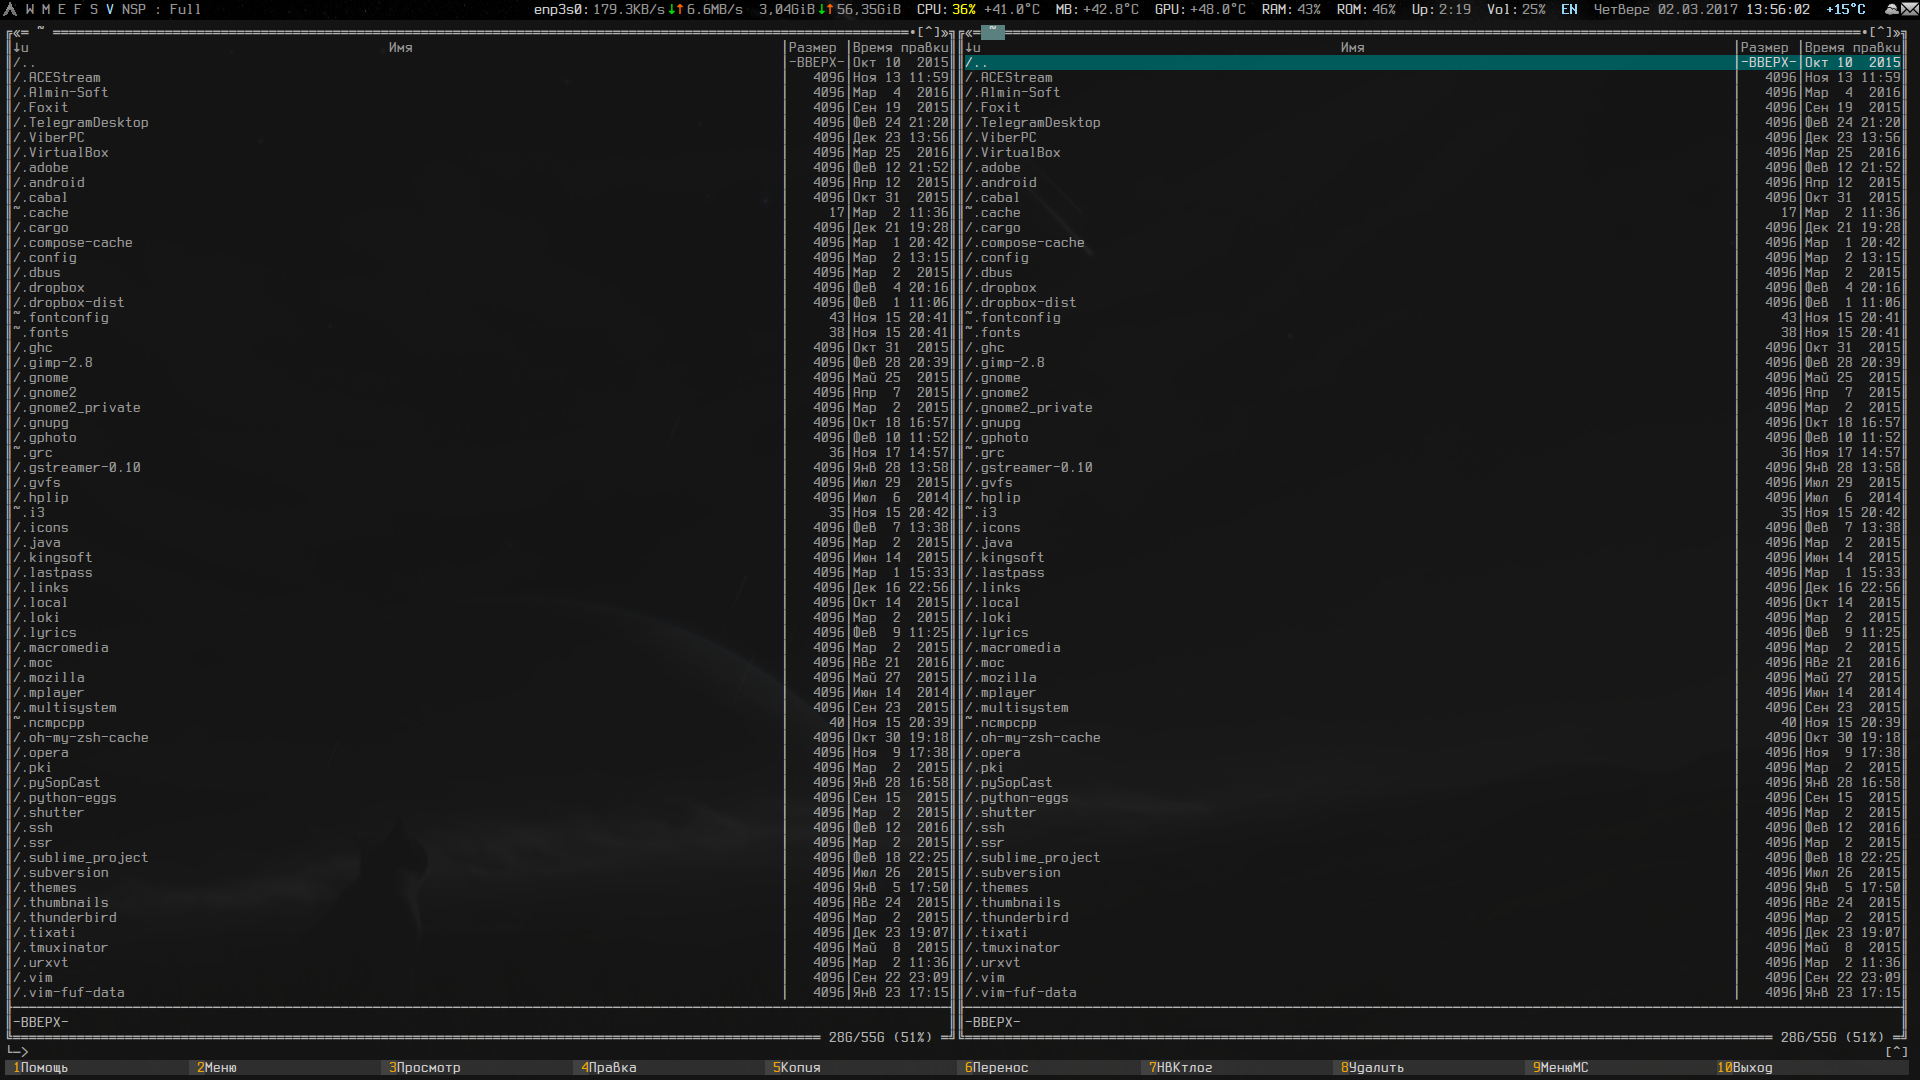 W M E F S V NSP : Full enp3s0: 179.3KB/s↓↑ 6.6MB/s 3,04GiB↓↑56,35GiB CPU: 36% +41.0°C MB:+42.8°C GPU:+48.0°C RAM: 43% ROM: 46% Up: 2:19 Vol: 25% EN Четверг 02.03.2017 13:56:02 +15°C
« ~ •[^]» « ~ •[^]»
↓и Имя |Размер |Время правки ↓и Имя |Размер |Время правки
/.. |-ВВЕРХ-|Окт 10 2015 /.. |-ВВЕРХ-|Окт 10 2015
/.ACEStream | 4096|Ноя 13 11:59 /.ACEStream | 4096|Ноя 13 11:59
/.Almin-Soft | 4096|Мар 4 2016 /.Almin-Soft | 4096|Мар 4 2016
/.Foxit | 4096|Сен 19 2015 /.Foxit | 4096|Сен 19 2015
/.TelegramDesktop | 4096|Фев 24 21:20 /.TelegramDesktop | 4096|Фев 24 21:20
/.ViberPC | 4096|Дек 23 13:56 /.ViberPC | 4096|Дек 23 13:56
/.VirtualBox | 4096|Мар 25 2016 /.VirtualBox | 4096|Мар 25 2016
/.adobe | 4096|Фев 12 21:52 /.adobe | 4096|Фев 12 21:52
/.android | 4096|Апр 12 2015 /.android | 4096|Апр 12 2015
/.cabal | 4096|Окт 31 2015 /.cabal | 4096|Окт 31 2015
~.cache | 17|Мар 2 11:36 ~.cache | 17|Мар 2 11:36
/.cargo | 4096|Дек 21 19:28 /.cargo | 4096|Дек 21 19:28
/.compose-cache | 4096|Мар 1 20:42 /.compose-cache | 4096|Мар 1 20:42
/.config | 4096|Мар 2 13:15 /.config | 4096|Мар 2 13:15
/.dbus | 4096|Мар 2 2015 /.dbus | 4096|Мар 2 2015
/.dropbox | 4096|Фев 4 20:16 /.dropbox | 4096|Фев 4 20:16
/.dropbox-dist | 4096|Фев 1 11:06 /.dropbox-dist | 4096|Фев 1 11:06
~.fontconfig | 43|Ноя 15 20:41 ~.fontconfig | 43|Ноя 15 20:41
~.fonts | 38|Ноя 15 20:41 ~.fonts | 38|Ноя 15 20:41
/.ghc | 4096|Окт 31 2015 /.ghc | 4096|Окт 31 2015
/.gimp-2.8 | 4096|Фев 28 20:39 /.gimp-2.8 | 4096|Фев 28 20:39
/.gnome | 4096|Май 25 2015 /.gnome | 4096|Май 25 2015
/.gnome2 | 4096|Апр 7 2015 /.gnome2 | 4096|Апр 7 2015
/.gnome2_private | 4096|Мар 2 2015 /.gnome2_private | 4096|Мар 2 2015
/.gnupg | 4096|Окт 18 16:57 /.gnupg | 4096|Окт 18 16:57
/.gphoto | 4096|Фев 10 11:52 /.gphoto | 4096|Фев 10 11:52
~.grc | 36|Ноя 17 14:57 ~.grc | 36|Ноя 17 14:57
/.gstreamer-0.10 | 4096|Янв 28 13:58 /.gstreamer-0.10 | 4096|Янв 28 13:58
/.gvfs | 4096|Июл 29 2015 /.gvfs | 4096|Июл 29 2015
/.hplip | 4096|Июл 6 2014 /.hplip | 4096|Июл 6 2014
~.i3 | 35|Ноя 15 20:42 ~.i3 | 35|Ноя 15 20:42
/.icons | 4096|Фев 7 13:38 /.icons | 4096|Фев 7 13:38
/.java | 4096|Мар 2 2015 /.java | 4096|Мар 2 2015
/.kingsoft | 4096|Июн 14 2015 /.kingsoft | 4096|Июн 14 2015
/.lastpass | 4096|Мар 1 15:33 /.lastpass | 4096|Мар 1 15:33
/.links | 4096|Дек 16 22:56 /.links | 4096|Дек 16 22:56
/.local | 4096|Окт 14 2015 /.local | 4096|Окт 14 2015
/.loki | 4096|Мар 2 2015 /.loki | 4096|Мар 2 2015
/.lyrics | 4096|Фев 9 11:25 /.lyrics | 4096|Фев 9 11:25
/.macromedia | 4096|Мар 2 2015 /.macromedia | 4096|Мар 2 2015
/.moc | 4096|Авг 21 2016 /.moc | 4096|Авг 21 2016
/.mozilla | 4096|Май 27 2015 /.mozilla | 4096|Май 27 2015
/.mplayer | 4096|Июн 14 2014 /.mplayer | 4096|Июн 14 2014
/.multisystem | 4096|Сен 23 2015 /.multisystem | 4096|Сен 23 2015
~.ncmpcpp | 40|Ноя 15 20:39 ~.ncmpcpp | 40|Ноя 15 20:39
/.oh-my-zsh-cache | 4096|Окт 30 19:18 /.oh-my-zsh-cache | 4096|Окт 30 19:18
/.opera | 4096|Ноя 9 17:38 /.opera | 4096|Ноя 9 17:38
/.pki | 4096|Мар 2 2015 /.pki | 4096|Мар 2 2015
/.pySopCast | 4096|Янв 28 16:58 /.pySopCast | 4096|Янв 28 16:58
/.python-eggs | 4096|Сен 15 2015 /.python-eggs | 4096|Сен 15 2015
/.shutter | 4096|Мар 2 2015 /.shutter | 4096|Мар 2 2015
/.ssh | 4096|Фев 12 2016 /.ssh | 4096|Фев 12 2016
/.ssr | 4096|Мар 2 2015 /.ssr | 4096|Мар 2 2015
/.sublime_project | 4096|Фев 18 22:25 /.sublime_project | 4096|Фев 18 22:25
/.subversion | 4096|Июл 26 2015 /.subversion | 4096|Июл 26 2015
/.themes | 4096|Янв 5 17:50 /.themes | 4096|Янв 5 17:50
/.thumbnails | 4096|Авг 24 2015 /.thumbnails | 4096|Авг 24 2015
/.thunderbird | 4096|Мар 2 2015 /.thunderbird | 4096|Мар 2 2015
/.tixati | 4096|Дек 23 19:07 /.tixati | 4096|Дек 23 19:07
/.tmuxinator | 4096|Май 8 2015 /.tmuxinator | 4096|Май 8 2015
/.urxvt | 4096|Мар 2 11:36 /.urxvt | 4096|Мар 2 11:36
/.vim | 4096|Сен 22 23:09 /.vim | 4096|Сен 22 23:09
/.vim-fuf-data | 4096|Янв 23 17:15 /.vim-fuf-data | 4096|Янв 23 17:15
-ВВЕРХ- -ВВЕРХ-
28G/55G (51%) 28G/55G (51%)
└─> [^]
1Помощь 2Меню 3Просмотр 4Правка 5Копия 6Перенос 7НвКтлог 8Удалить 9МенюMC 10Выход